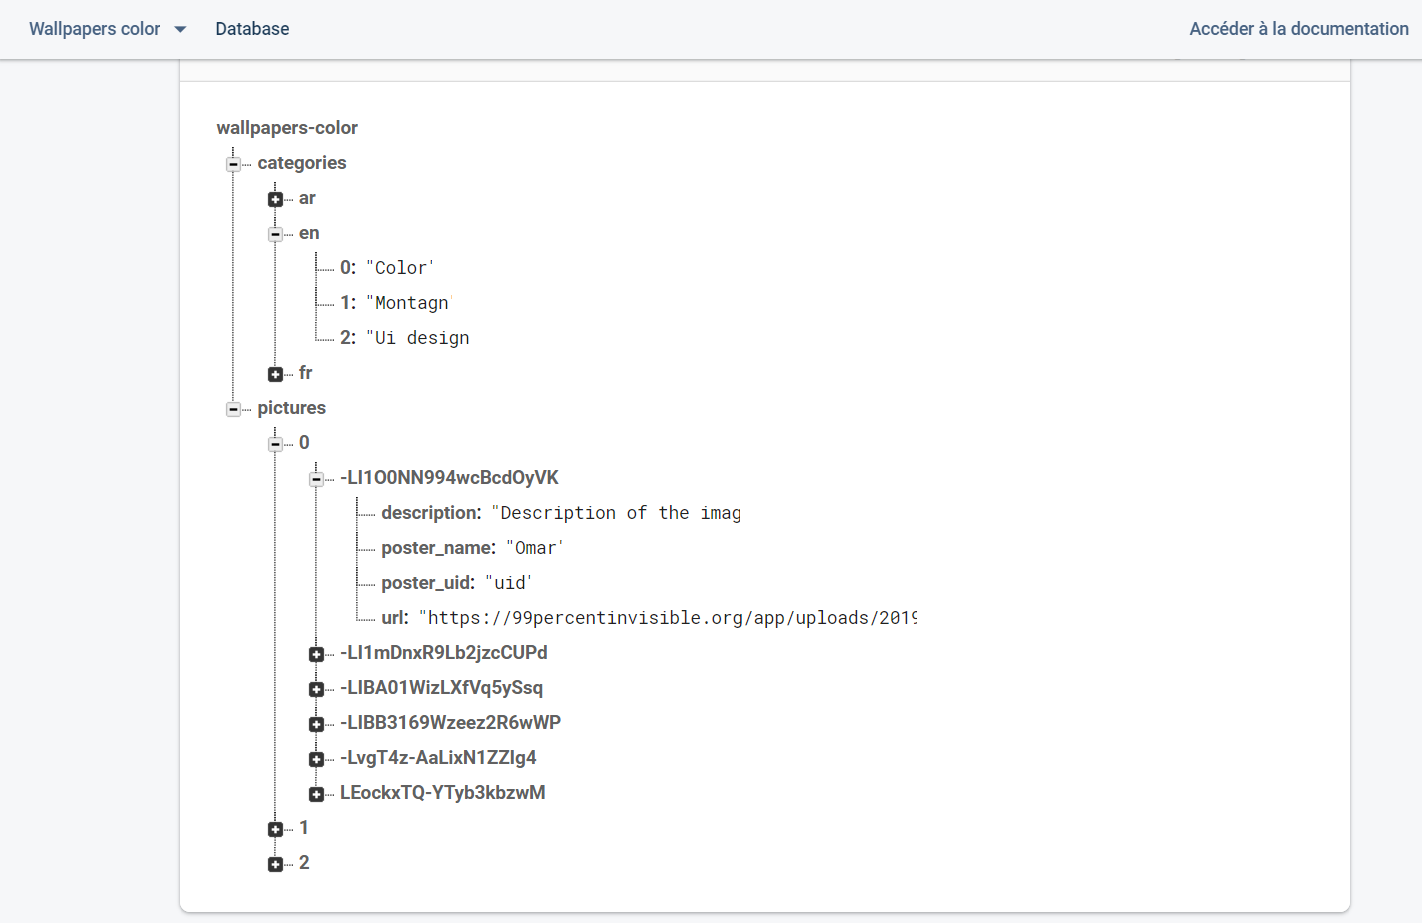 Wallpapers color Database Accéder à la documentation
wallpapers-color
categories
ar
en
0: "Color'
1: "Montagn'
2: "Ui design
fr
pictures
0
-LI1O0NN994wcBcdOyVK
description: "Description of the imag
poster_name: "Omar'
poster_uid: "uid'
url: "https://99percentinvisible.org/app/uploads/2019
-LI1mDnxR9Lb2jzcCUPd
-LIBA01WizLXfVq5ySsq
-LIBB3169Wzeez2R6wWP
-LvgT4z-AaLixN1ZZIg4
LEockxTQ-YTyb3kbzwM
1
2